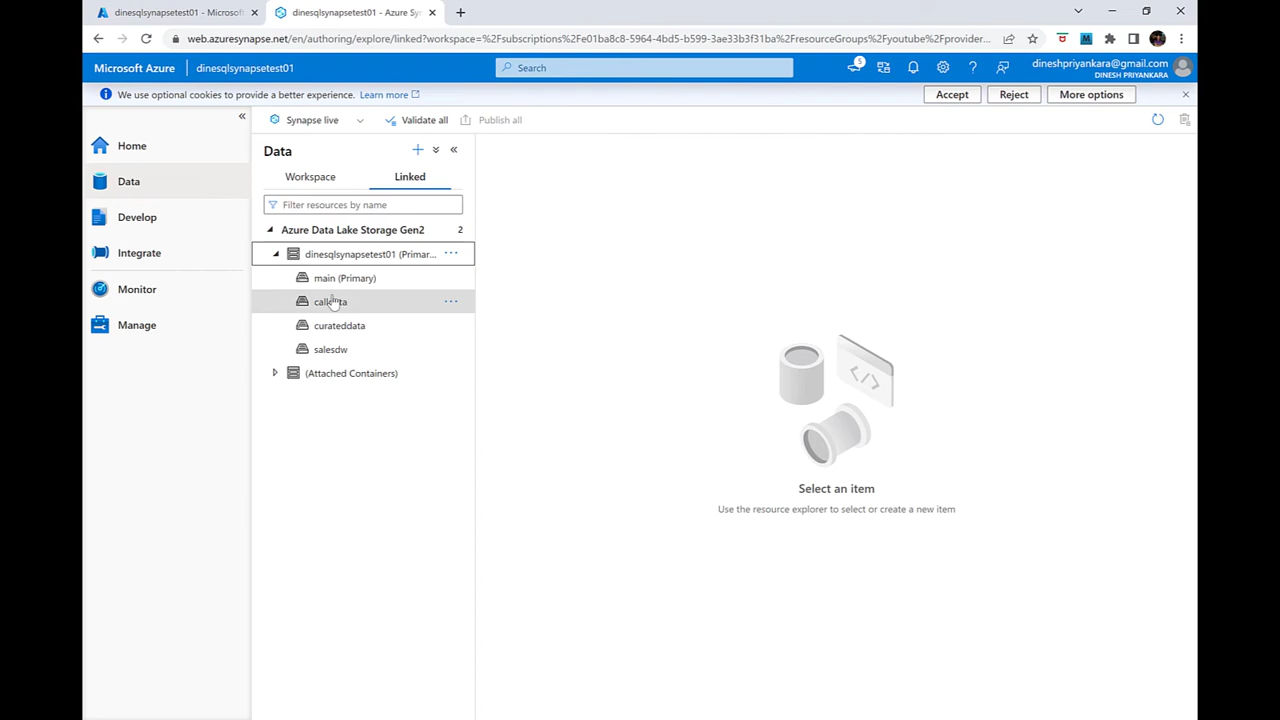 dinesqlsynapsetest01 - Microsof
dinesqlsynapsetest01 - Azure Sy
web.azuresynapse.net/en/authoring/explore/linked?workspace=%2Fsubscriptions%2Fe01ba8c8-5964-4bd5-b599-3ae33b3f31ba%2FresourceGroups%2Fyoutube%2Fprovider...
Microsoft Azure
dinesqlsynapsetest01
Search
5
dineshpriyankara@gmail.com
DINESH PRIYANKARA
We use optional cookies to provide a better experience. Learn more
Accept
Reject
More options
Synapse live
Validate all
Publish all
Home
Data
Develop
Integrate
Monitor
Manage
Data
Workspace
Linked
Filter resources by name
Azure Data Lake Storage Gen2 2
dinesqlsynapsetest01 (Primar...
main (Primary)
curateddata
salesdw
(Attached Containers)
Select an item
Use the resource explorer to select or create a new item